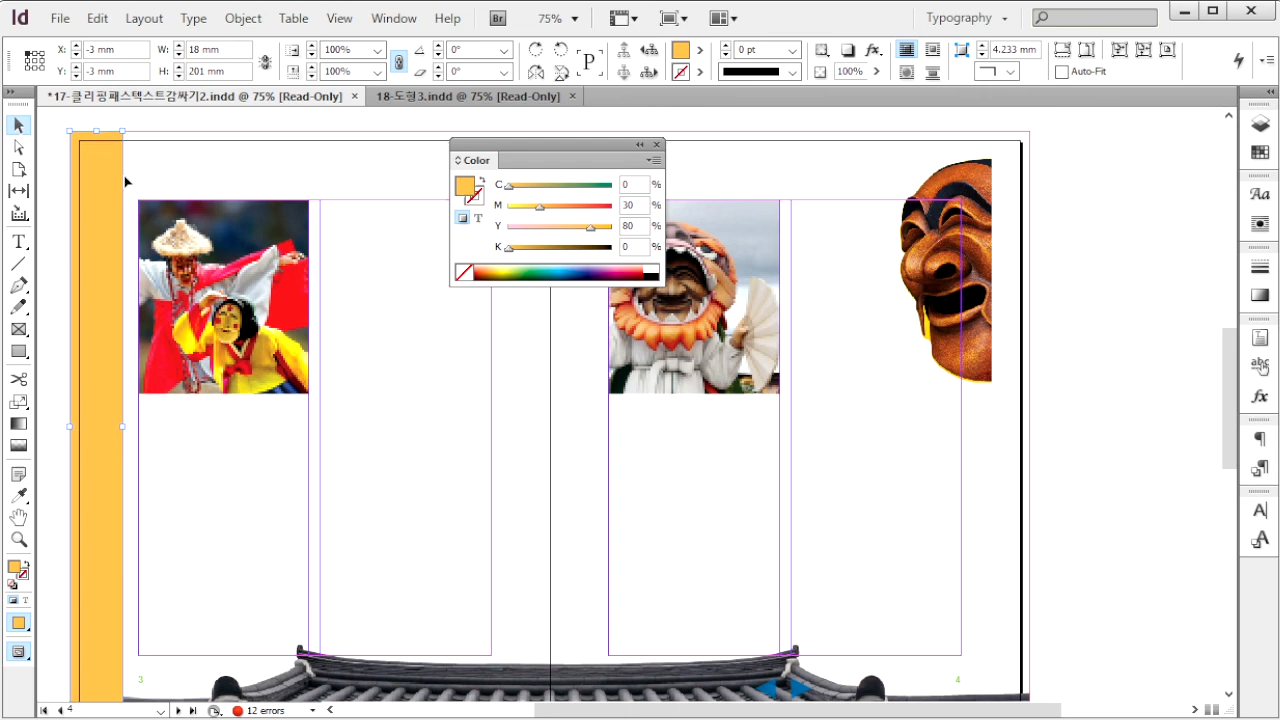 Id File Edit Layout Type Object Table View Window Help Br 75% Typography
X: -3 mm W: 18 mm 100% 0° P 0 pt fx. 4.233 mm
Y: -3 mm H: 201 mm 100% 0° 100% Auto-Fit
*17-클리핑패스텍스트감싸기2.indd @ 75% [Read-Only] × 18-도형3.indd @ 75% [Read-Only] ×
Color
C 0 %
M 30 %
T Y 80 %
K 0 %
3 4
4 12 errors